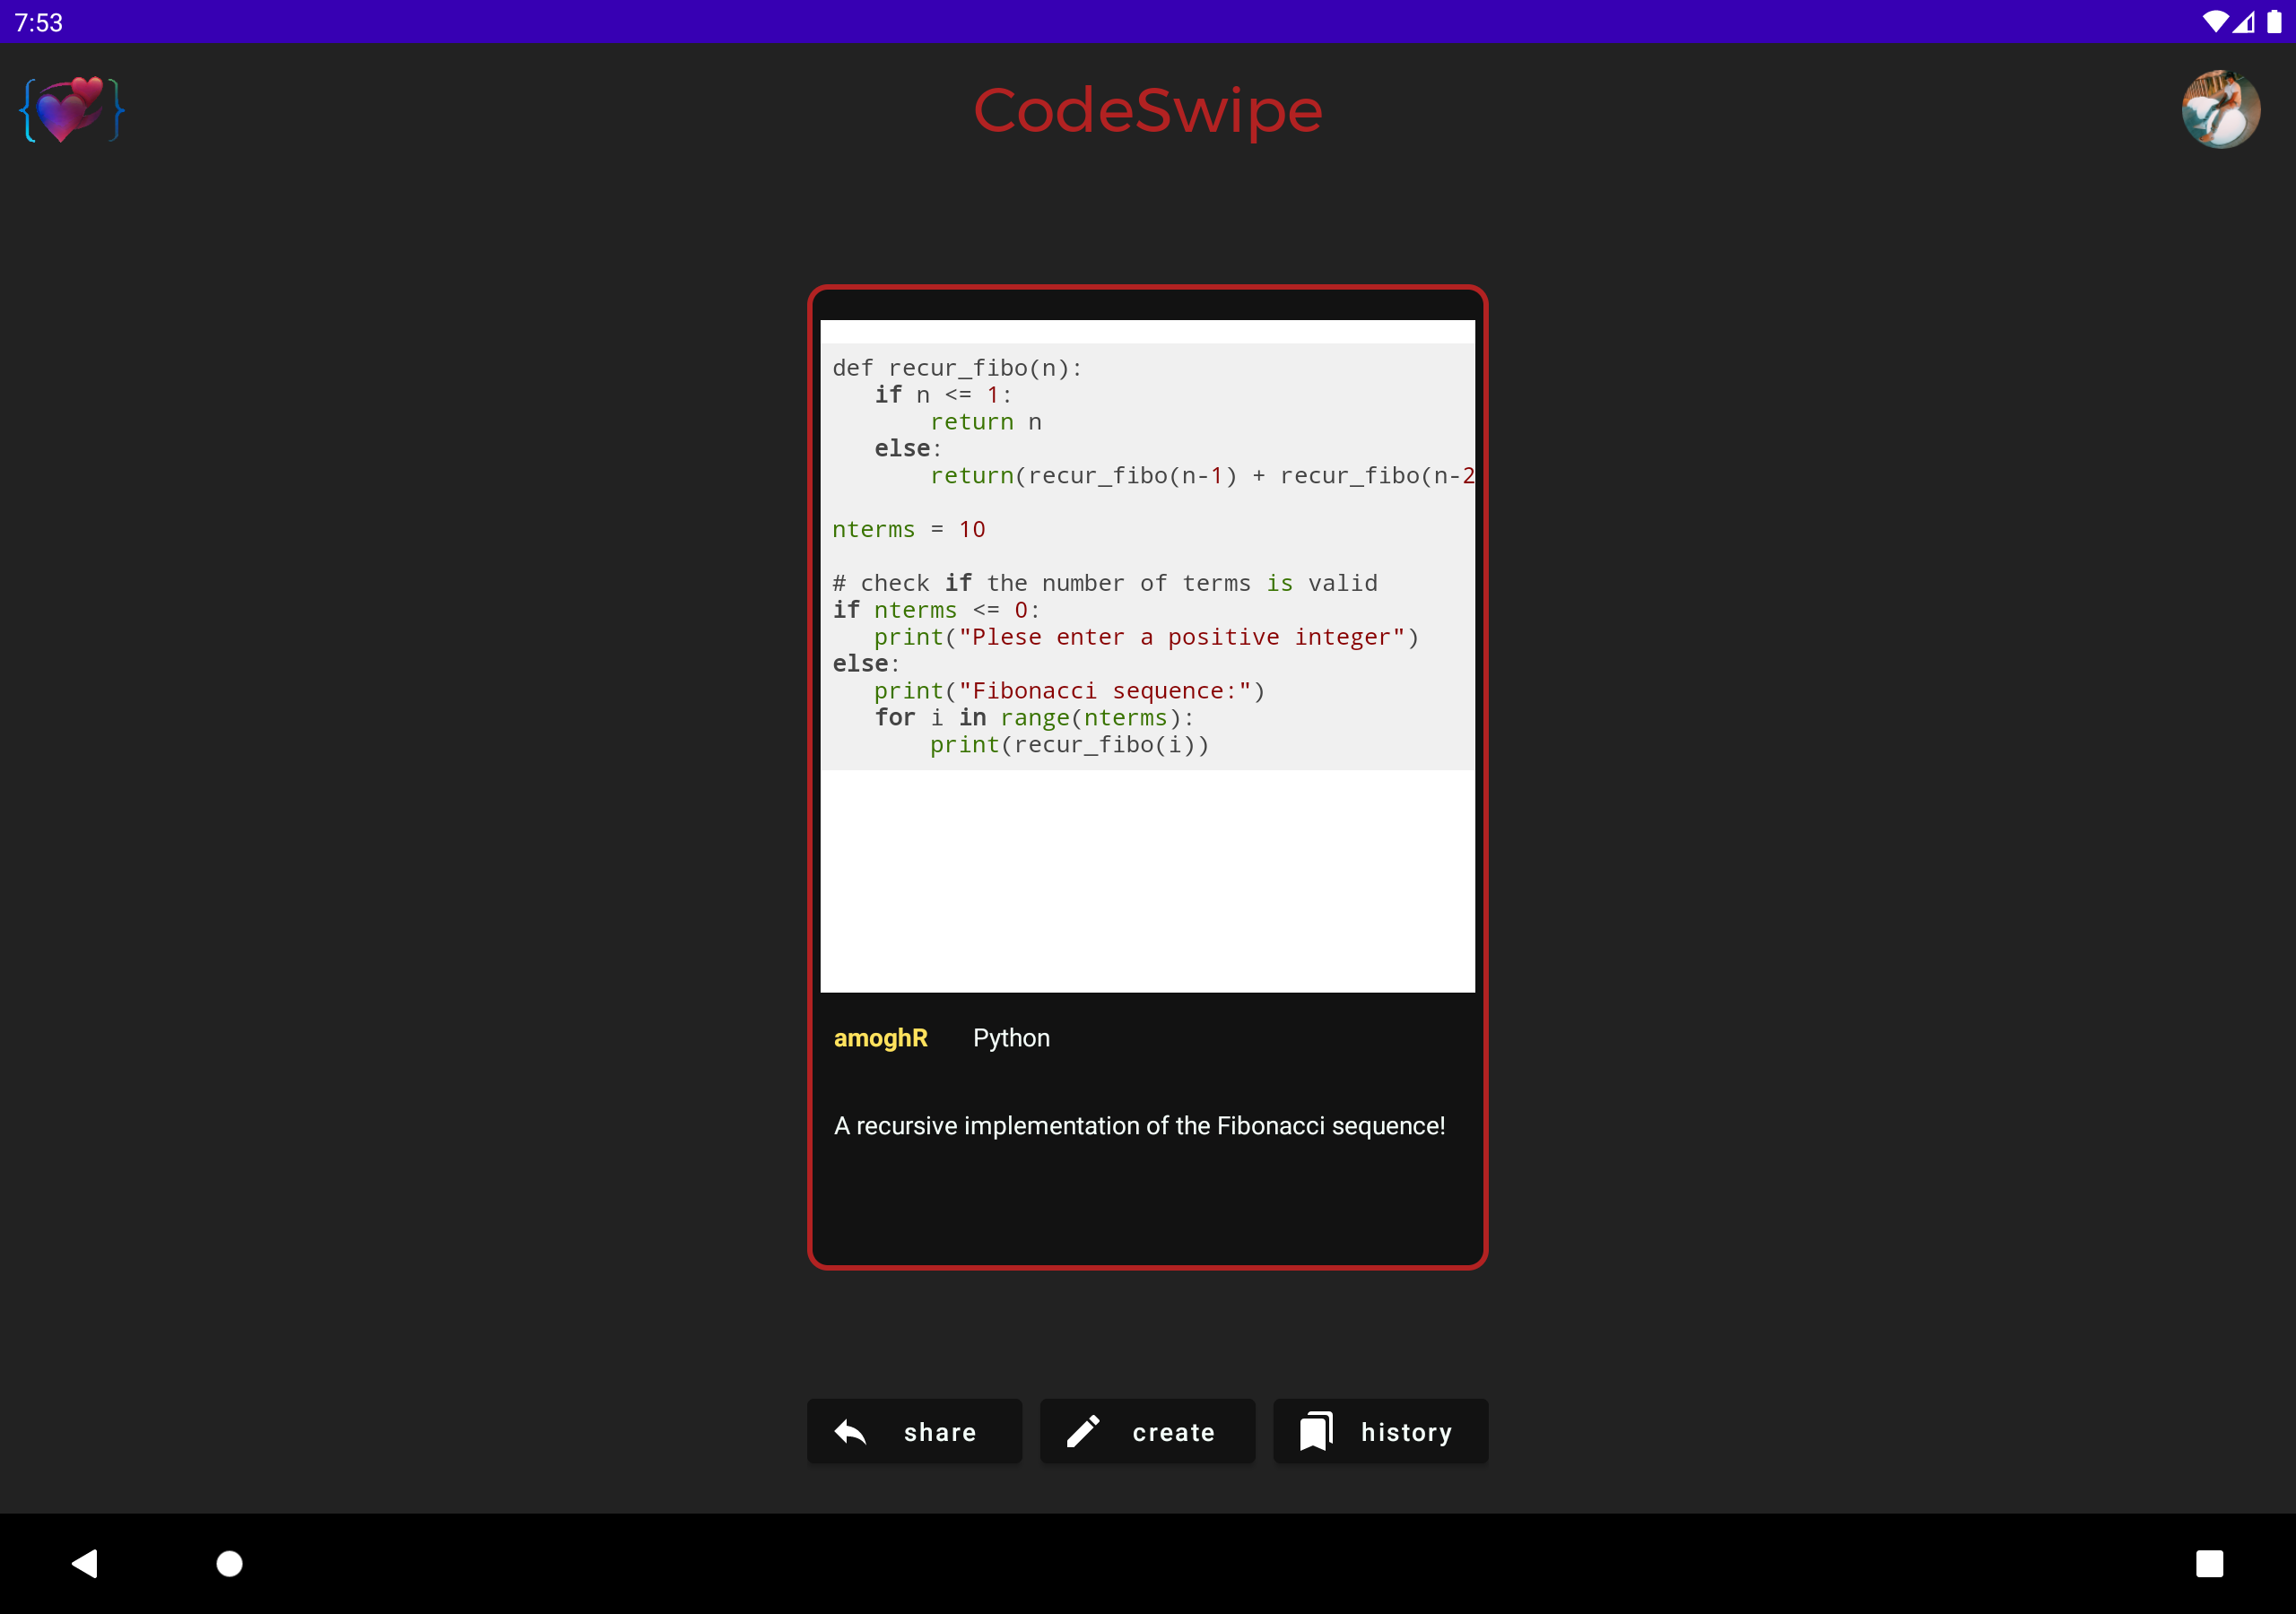 7:53
CodeSwipe
def recur_fibo(n):
   if n <= 1:
       return n
   else:
       return(recur_fibo(n-1) + recur_fibo(n-2
nterms = 10
# check if the number of terms is valid
if nterms <= 0:
   print("Plese enter a positive integer")
else:
   print("Fibonacci sequence:")
   for i in range(nterms):
       print(recur_fibo(i))
amoghR Python
A recursive implementation of the Fibonacci sequence!
share create history